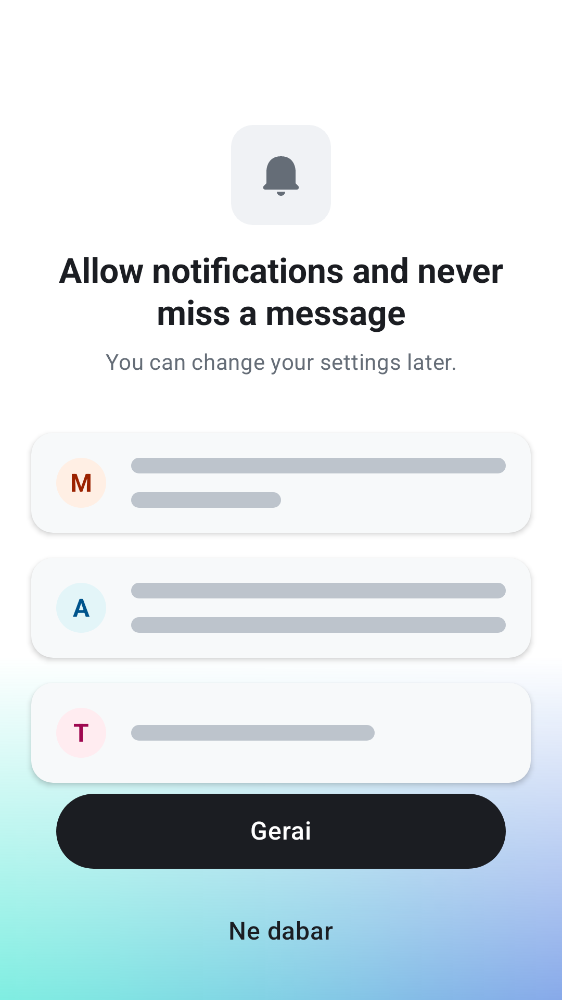 Allow notifications and never
miss a message
You can change your settings later.
M
A
T
Gerai
Ne dabar